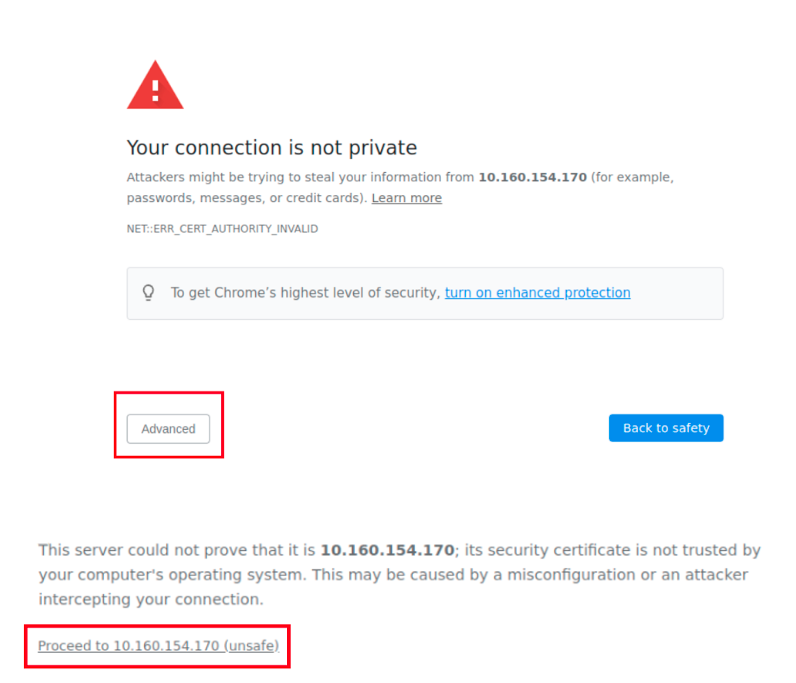 Your connection is not private
Attackers might be trying to steal your information from 10.160.154.170 (for example,
passwords, messages, or credit cards). Learn more
NET::ERR_CERT_AUTHORITY_INVALID
To get Chrome’s highest level of security, turn on enhanced protection
Advanced
Back to safety
This server could not prove that it is 10.160.154.170; its security certificate is not trusted by
your computer's operating system. This may be caused by a misconfiguration or an attacker
intercepting your connection.
Proceed to 10.160.154.170 (unsafe)